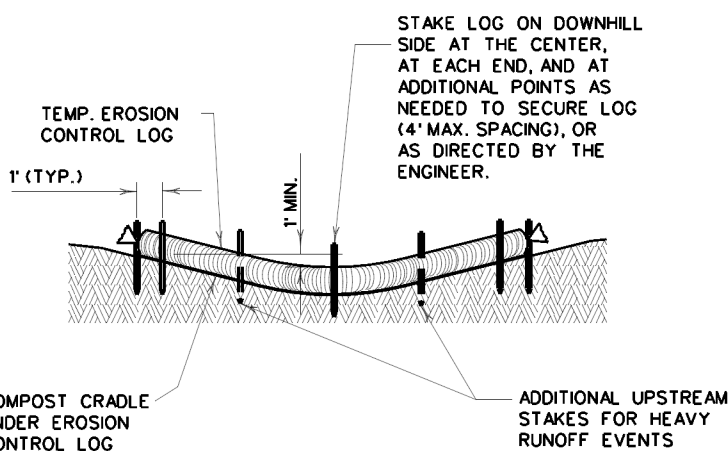 STAKE LOG ON DOWNHILL
SIDE AT THE CENTER,
AT EACH END, AND AT
ADDITIONAL POINTS AS
NEEDED TO SECURE LOG
(4' MAX. SPACING), OR
AS DIRECTED BY THE
ENGINEER.
TEMP. EROSION
CONTROL LOG
1' (TYP.)
1' MIN.
OMPOST CRADLE
NDER EROSION
ONTROL LOG
ADDITIONAL UPSTREAM
STAKES FOR HEAVY
RUNOFF EVENTS